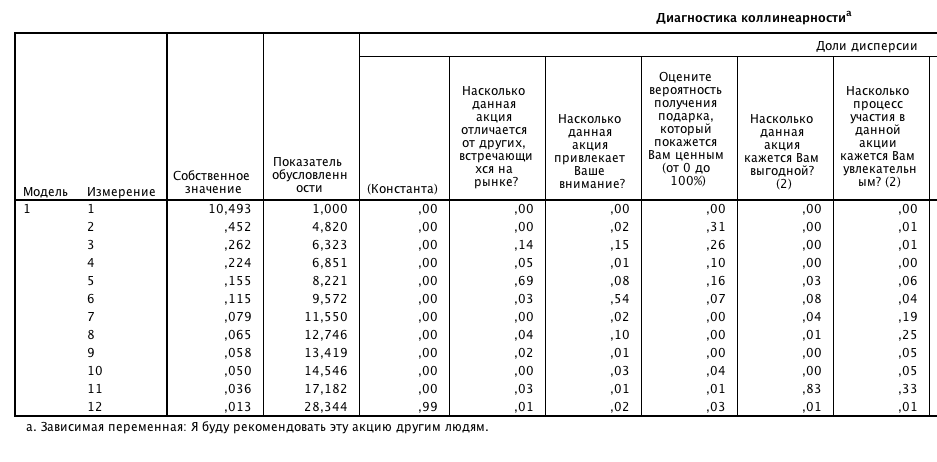 Диагностика коллинеарностиª
Доли дисперсии
Модель Измерение Собственное значение Показатель обусловленн ости (Константа) Насколько данная акция отличается от других, встречающи хся на рынке? Насколько данная акция привлекает Ваше внимание? Оцените вероятность получения подарка, который покажется Вам ценным (от 0 до 100%) Насколько данная акция кажется Вам выгодной? (2) Насколько процесс участия в данной акции кажется Вам увлекательн ым? (2)
1 1 10,493 1,000 ,00 ,00 ,00 ,00 ,00 ,00
2 ,452 4,820 ,00 ,00 ,02 ,31 ,00 ,01
3 ,262 6,323 ,00 ,14 ,15 ,26 ,00 ,01
4 ,224 6,851 ,00 ,05 ,01 ,10 ,00 ,00
5 ,155 8,221 ,00 ,69 ,08 ,16 ,03 ,06
6 ,115 9,572 ,00 ,03 ,54 ,07 ,08 ,04
7 ,079 11,550 ,00 ,00 ,02 ,00 ,04 ,19
8 ,065 12,746 ,00 ,04 ,10 ,00 ,01 ,25
9 ,058 13,419 ,00 ,02 ,01 ,00 ,00 ,05
10 ,050 14,546 ,00 ,00 ,03 ,04 ,00 ,05
11 ,036 17,182 ,00 ,03 ,01 ,01 ,83 ,33
12 ,013 28,344 ,99 ,01 ,02 ,03 ,01 ,01
a. Зависимая переменная: Я буду рекомендовать эту акцию другим людям.